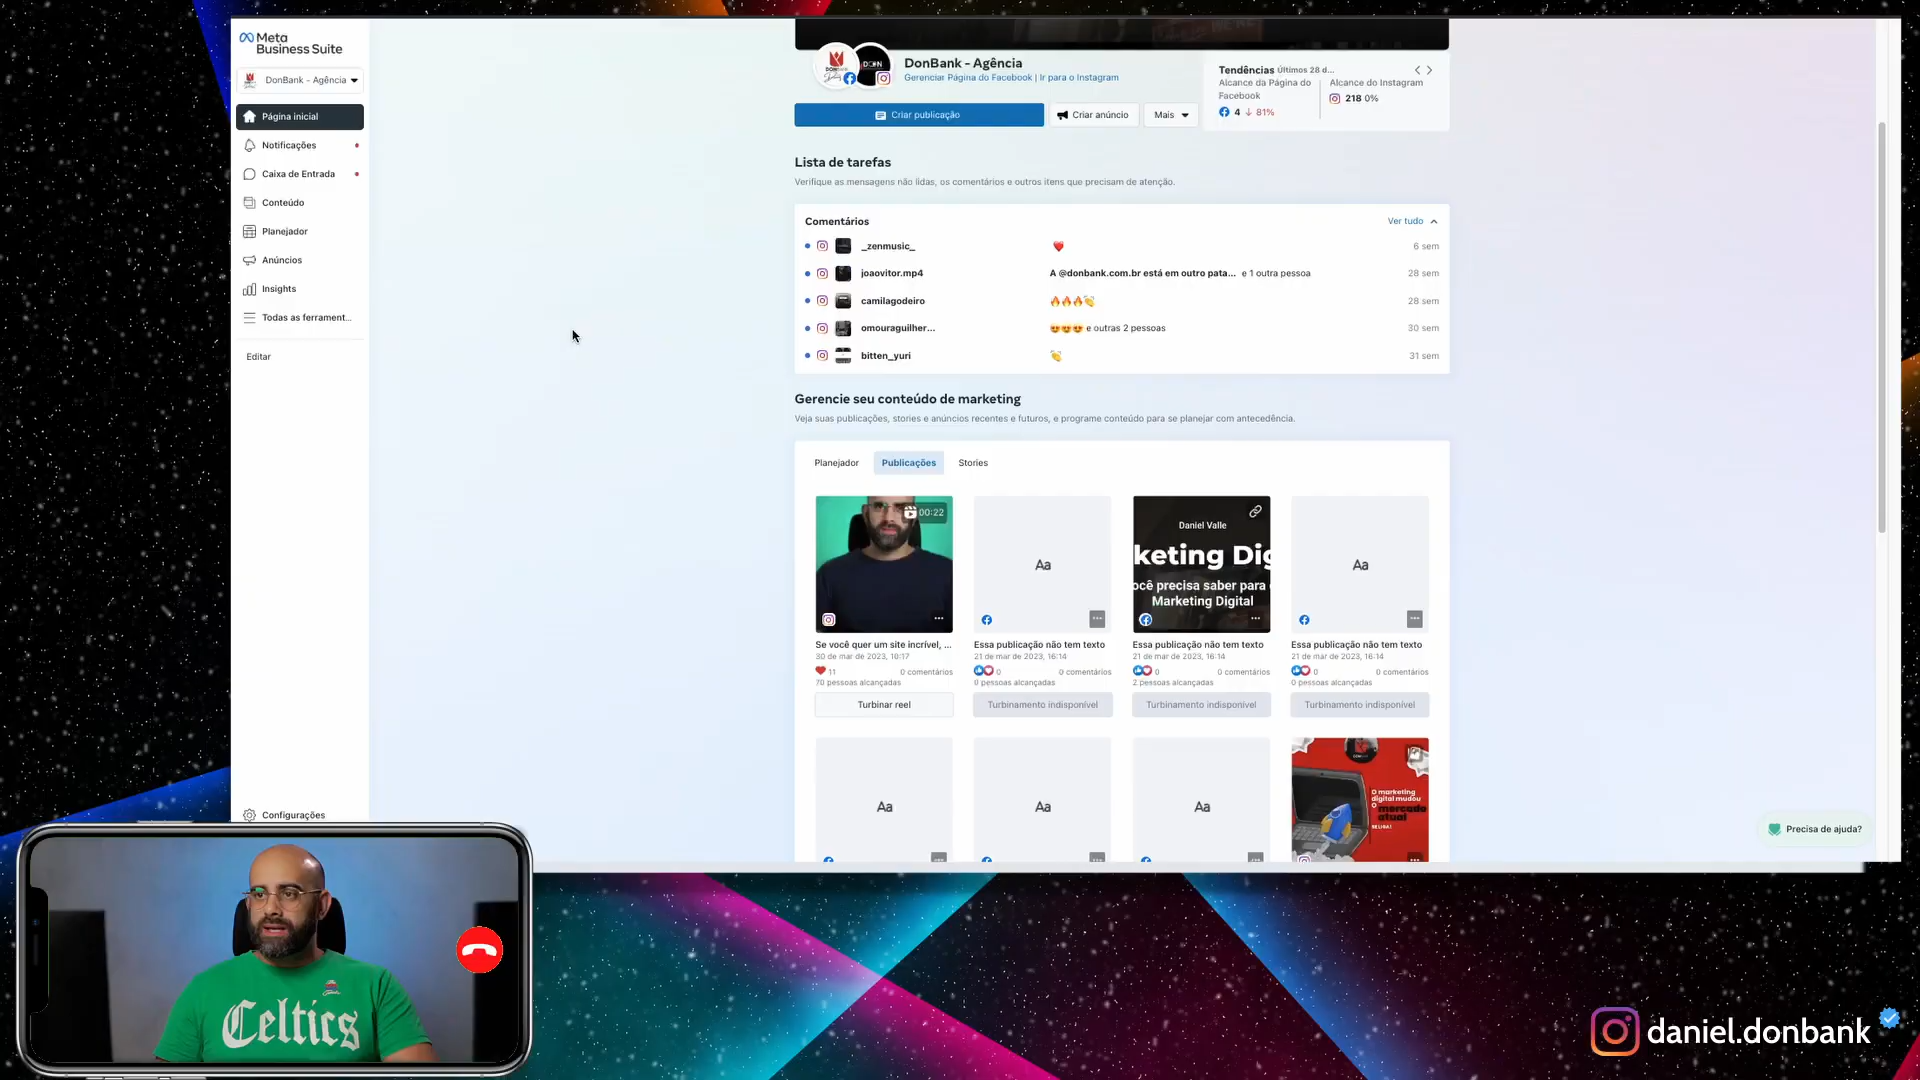 Meta
Business Suite
DonBank - Agência
Página inicial
Notificações
Caixa de Entrada
Conteúdo
Planejador
Anúncios
Insights
Todas as ferrament...
Editar
Configurações
DonBank - Agência
Gerenciar Página do Facebook | Ir para o Instagram
Criar publicação
Criar anúncio
Mais
Tendências Últimos 28 d...
Alcance da Página do
Facebook
4 ↓ 81%
Alcance do Instagram
218 0%
Lista de tarefas
Verifique as mensagens não lidas, os comentários e outros itens que precisam de atenção.
Comentários
Ver tudo
_zenmusic_ ❤️ 6 sem
joaovitor.mp4 A @donbank.com.br está em outro pata... e 1 outra pessoa 28 sem
camilagodeiro 🔥🔥🔥👏 28 sem
omouraguilher... 😍😍😍 e outras 2 pessoas 30 sem
bitten_yuri 👏 31 sem
Gerencie seu conteúdo de marketing
Veja suas publicações, stories e anúncios recentes e futuros, e programe conteúdo para se planejar com antecedência.
Planejador
Publicações
Stories
00:22
Se você quer um site incrível, ...
30 de mar de 2023, 10:17
11
0 comentários
70 pessoas alcançadas
Turbinar reel
Aa
Essa publicação não tem texto
21 de mar de 2023, 16:14
0
0 comentários
0 pessoas alcançadas
Turbinamento indisponível
Daniel Valle
keting Dig
ocê precisa saber para
Marketing Digital
Essa publicação não tem texto
21 de mar de 2023, 16:14
0
0 comentários
2 pessoas alcançadas
Turbinamento indisponível
Aa
Essa publicação não tem texto
21 de mar de 2023, 16:14
0
0 comentários
0 pessoas alcançadas
Turbinamento indisponível
Aa
Aa
Aa
O marketing
digital mudou
o mercado
atual
Precisa de ajuda?
Celtics
daniel.donbank